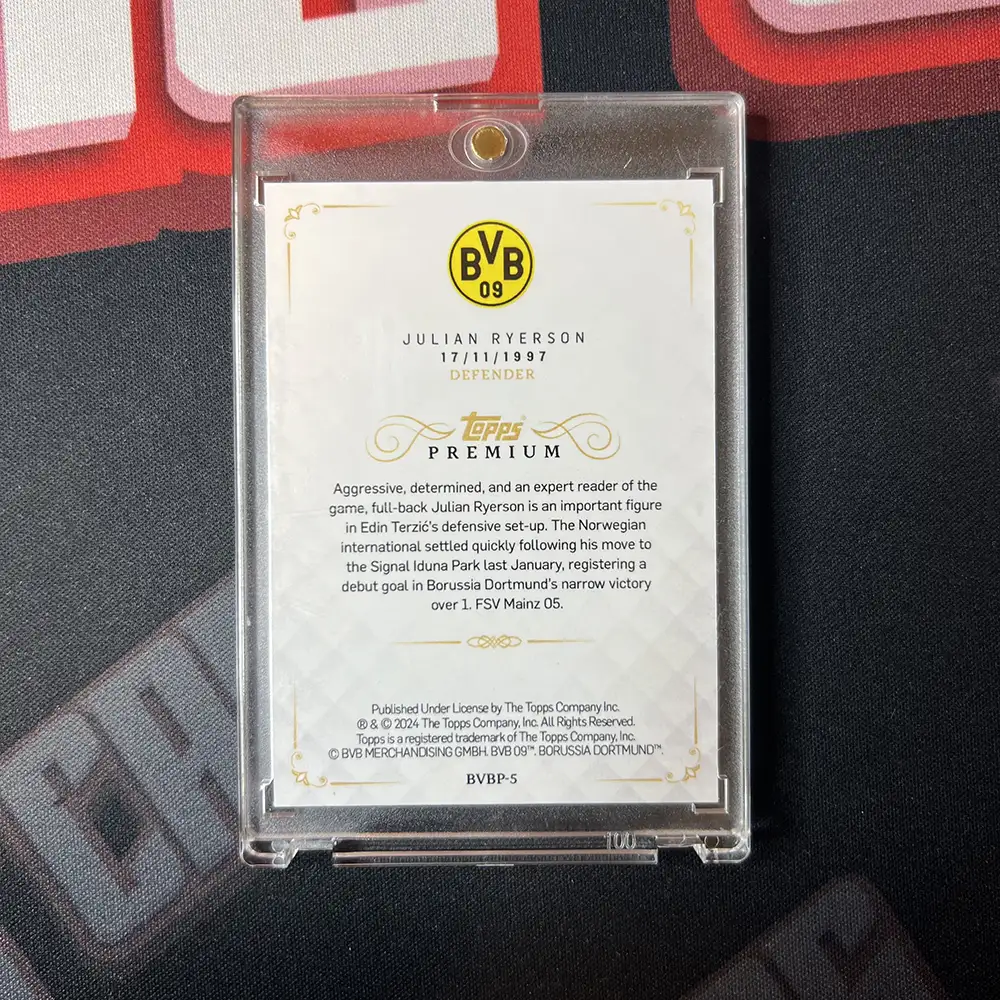 BVB
09
JULIAN RYERSON
17/11/1997
DEFENDER
topps®
PREMIUM
Aggressive, determined, and an expert reader of the
game, full-back Julian Ryerson is an important figure
in Edin Terzić's defensive set-up. The Norwegian
international settled quickly following his move to
the Signal Iduna Park last January, registering a
debut goal in Borussia Dortmund's narrow victory
over 1. FSV Mainz 05.
Published Under License by The Topps Company Inc.
® & © 2024 The Topps Company, Inc. All Rights Reserved.
Topps is a registered trademark of The Topps Company, Inc.
© BVB MERCHANDISING GMBH. BVB 09™. BORUSSIA DORTMUND™.
BVBP-5
100